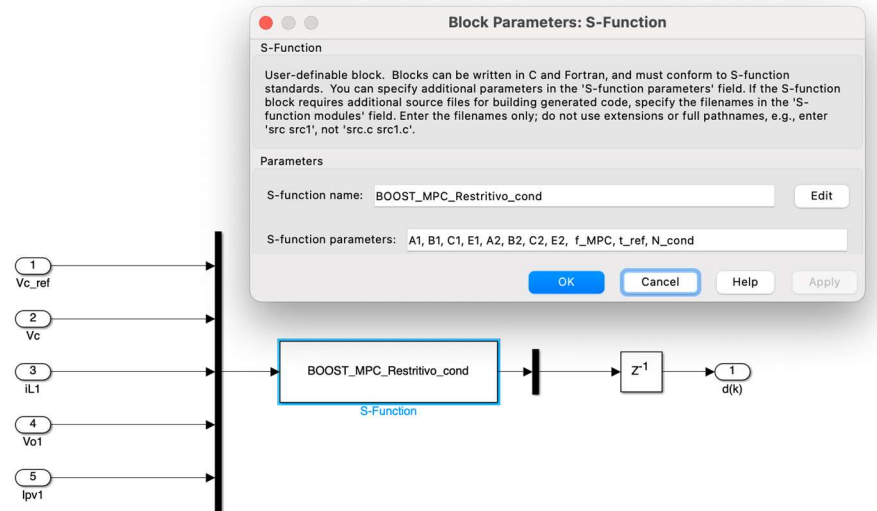 Block Parameters: S-Function
S-Function
User-definable block.  Blocks can be written in C and Fortran, and must conform to S-function
standards.  You can specify additional parameters in the 'S-function parameters' field. If the S-function
block requires additional source files for building generated code, specify the filenames in the 'S-
function modules' field. Enter the filenames only; do not use extensions or full pathnames, e.g., enter
'src src1', not 'src.c src1.c'.
Parameters
S-function name: BOOST_MPC_Restritivo_cond Edit
S-function parameters: A1, B1, C1, E1, A2, B2, C2, E2,  f_MPC, t_ref, N_cond
OK Cancel Help Apply
1
Vc_ref
2
Vc
3
iL1
4
Vo1
5
Ipv1
BOOST_MPC_Restritivo_cond
S-Function
Z-1
1
d(k)